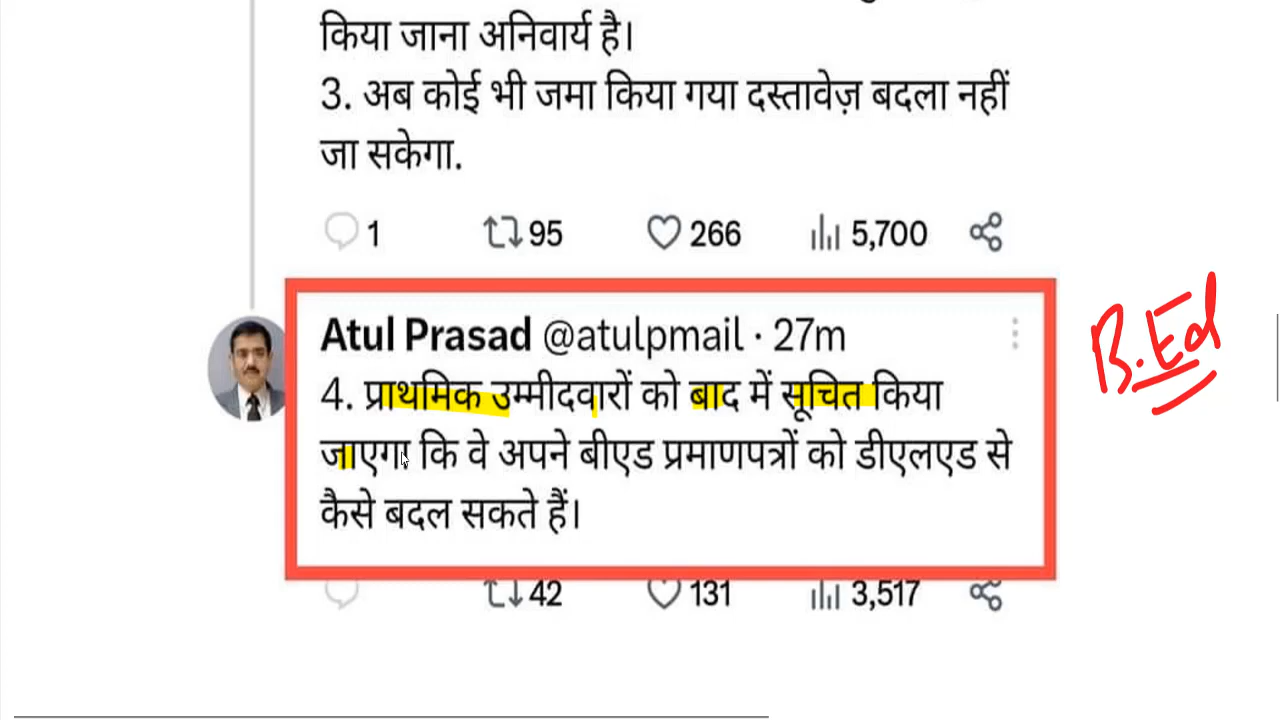 किया जाना अनिवार्य है।
3. अब कोई भी जमा किया गया दस्तावेज़ बदला नहीं
जा सकेगा.
1 95 266 5,700
Atul Prasad @atulpmail · 27m
4. प्राथमिक उम्मीदवारों को बाद में सूचित किया
जाएगा कि वे अपने बीएड प्रमाणपत्रों को डीएलएड से
कैसे बदल सकते हैं।
B.Ed
42 131 3,517